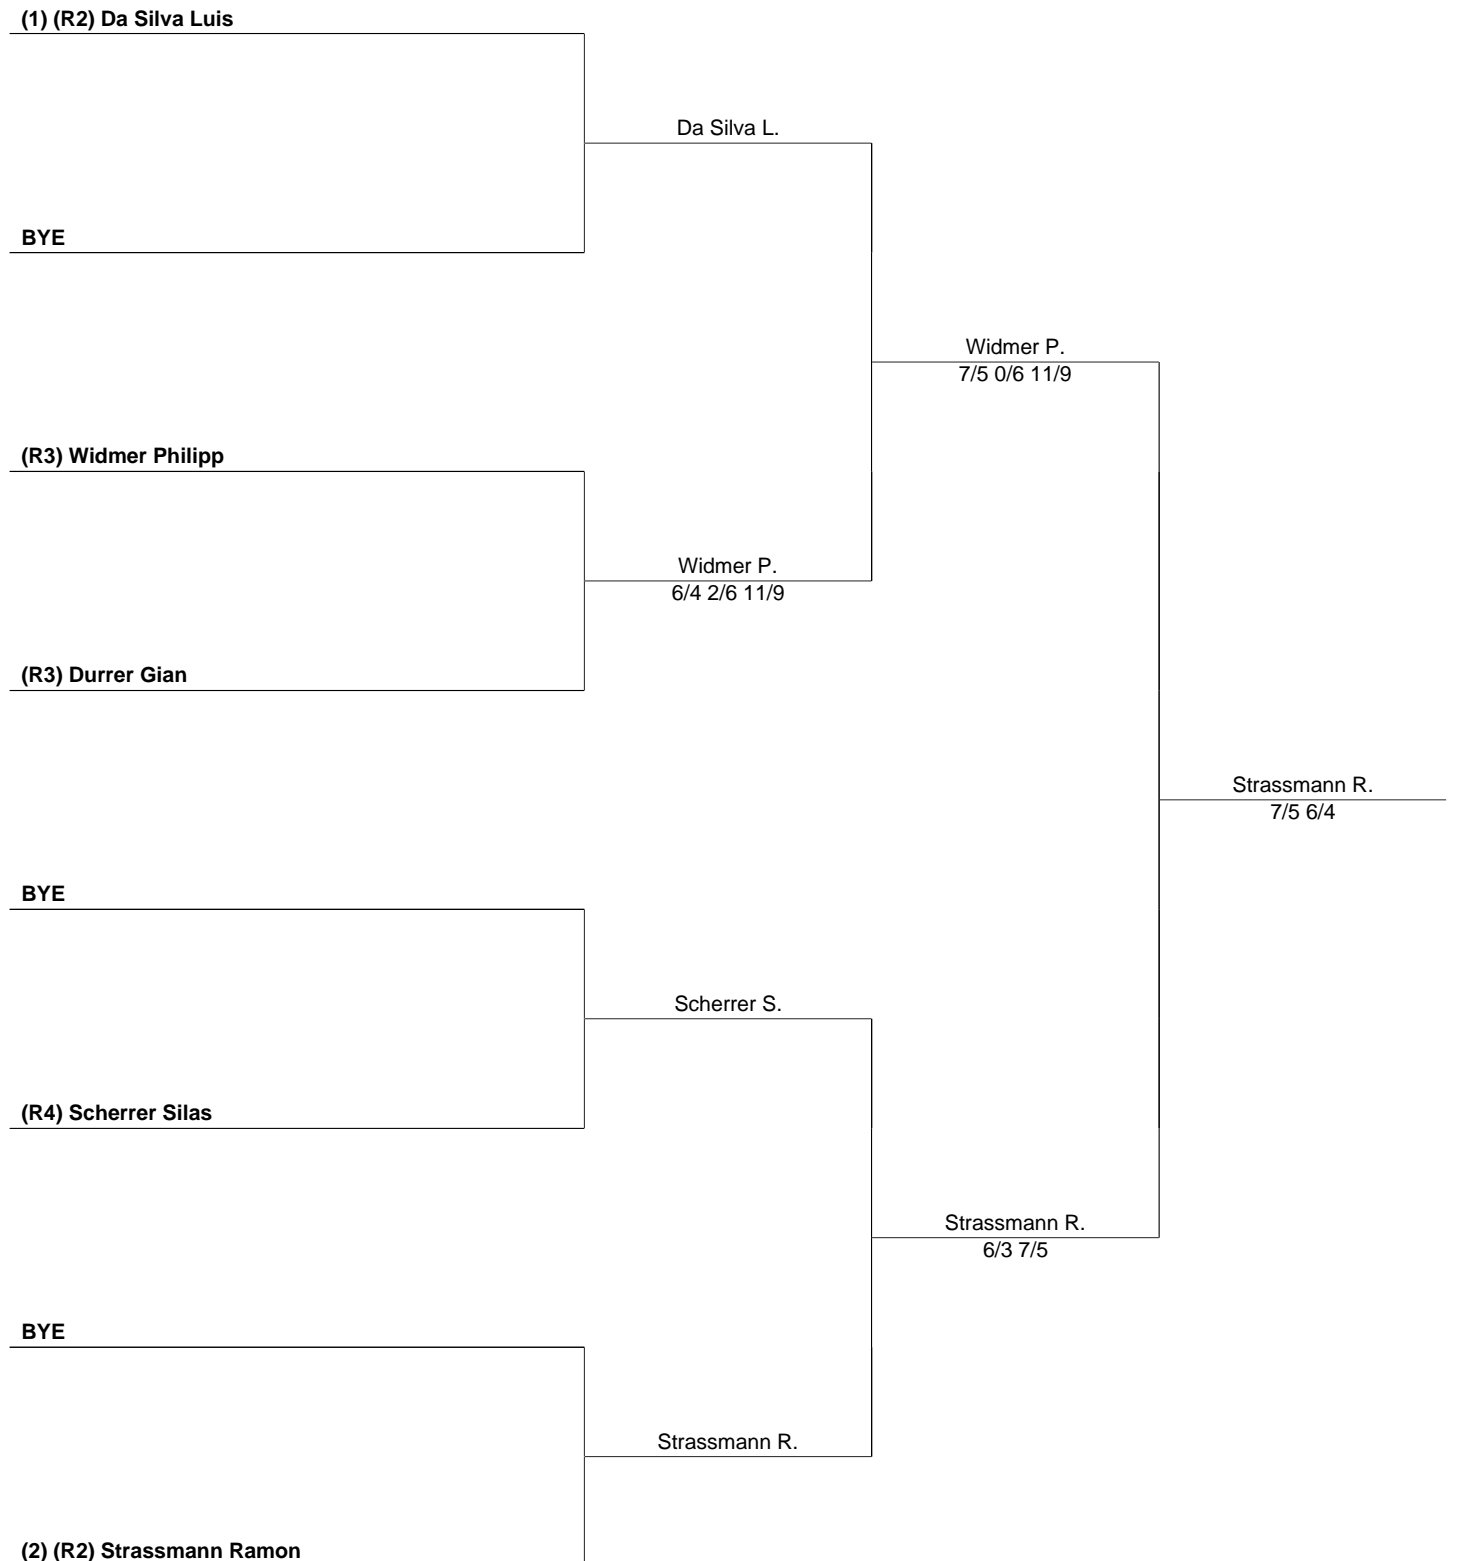 (1) (R2) Da Silva Luis
Da Silva L.
BYE
Widmer P.
7/5 0/6 11/9
(R3) Widmer Philipp
Widmer P.
6/4 2/6 11/9
(R3) Durrer Gian
Strassmann R.
7/5 6/4
BYE
Scherrer S.
(R4) Scherrer Silas
Strassmann R.
6/3 7/5
BYE
Strassmann R.
(2) (R2) Strassmann Ramon